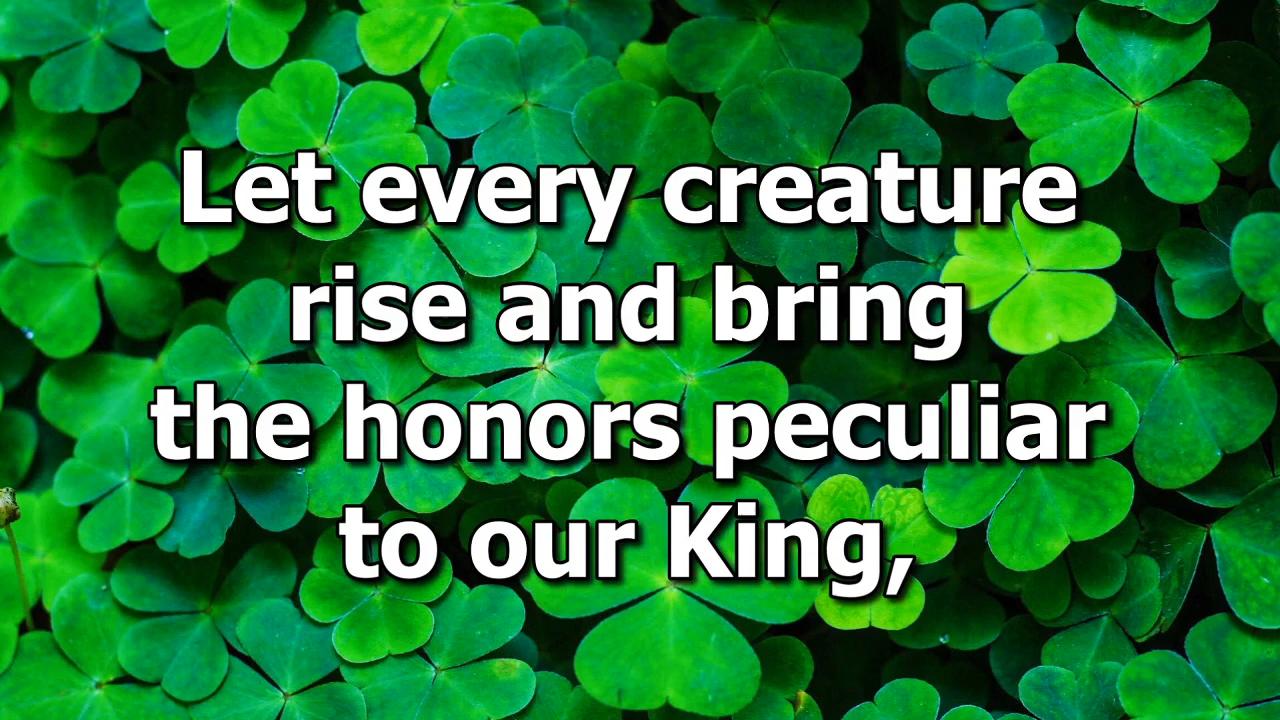 Let every creature
rise and bring
the honors peculiar
to our King,